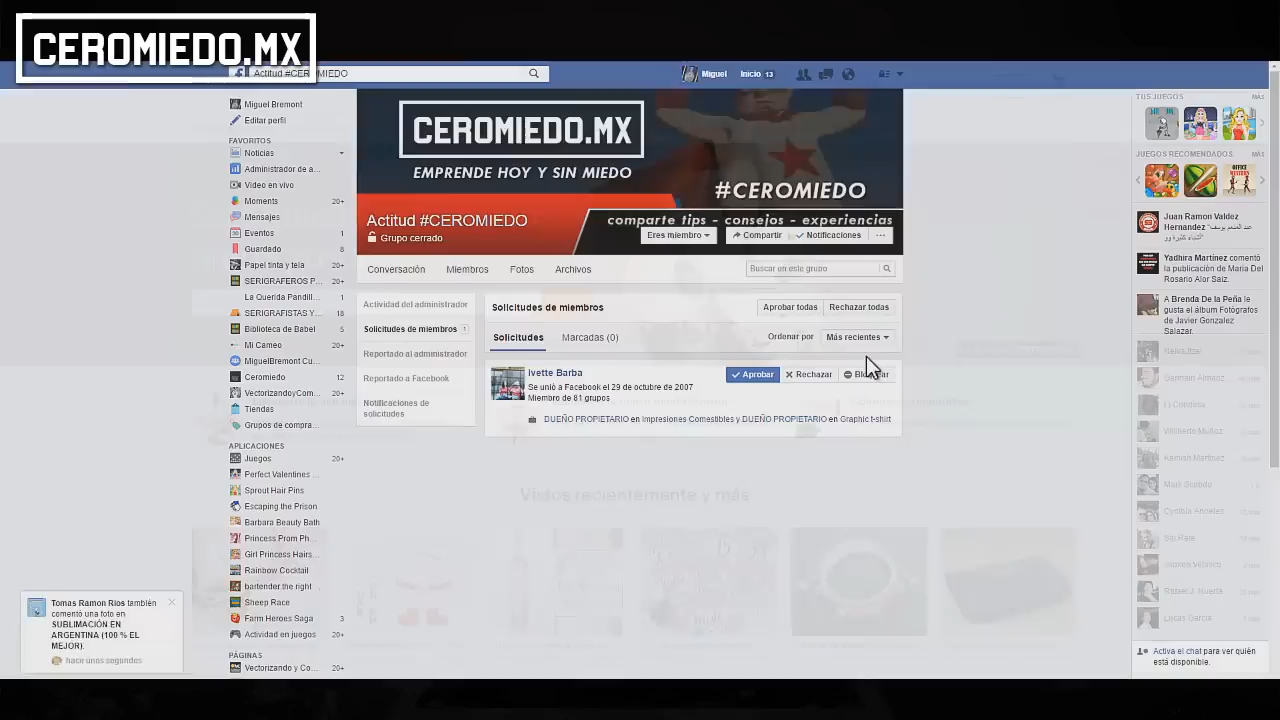 CEROMIEDO.MX
Actitud #CEROMIEDO
Miguel Inicio 13
Miguel Bremont
Editar perfil
FAVORITOS
Noticias
Administrador de a...
Video en vivo
Moments 20+
Mensajes
Eventos 1
Guardado 8
Papel tinta y tela 20+
SERIGRAFEROS P... 20+
La Querida Pandill... 1
SERIGRAFISTAS Y... 18
Biblioteca de Babel 5
Mi Cameo 20+
MiguelBremont Cu...
Ceromiedo 12
VectorizandoyCom... 20+
Tiendas
Grupos de compra...
APLICACIONES
Juegos 20+
Perfect Valentines ...
Sprout Hair Pins
Escaping the Prison
Barbara Beauty Bath
Princess Prom Ph...
Girl Princess Hairs...
Rainbow Cocktail
bartender the right
Sheep Race
Farm Heroes Saga 3
Actividad en juegos 20+
PÁGINAS
Vectorizando y Co... 20+
CEROMIEDO.MX
EMPRENDE HOY Y SIN MIEDO
#CEROMIEDO
comparte tips - consejos - experiencias
Actitud #CEROMIEDO
Grupo cerrado
Eres miembro
Compartir
Notificaciones
Conversación Miembros Fotos Archivos
Buscar en este grupo
Actividad del administrador
Solicitudes de miembros 1
Reportado al administrador
Reportado a Facebook
Notificaciones de
solicitudes
Solicitudes de miembros
Aprobar todas Rechazar todas
Solicitudes Marcadas (0)
Ordenar por Más recientes
Ivette Barba
Se unió a Facebook el 29 de octubre de 2007
Miembro de 81 grupos
DUEÑO PROPIETARIO en Impresiones Comestibles y DUEÑO PROPIETARIO en Graphic t-shirt
Aprobar Rechazar
Vistos recientemente y más
TUS JUEGOS MÁS
JUEGOS RECOMENDADOS MÁS
Juan Ramon Valdez
Hernandez
Yadhira Martínez comentó
la publicación de María Del
Rosario Alor Saiz.
A Brenda De la Peña le
gusta el álbum Fotógrafos
de Javier Gonzalez
Salazar.
Activa el chat para ver quién
está disponible.
Tomas Ramon Rios también
comentó una foto en
SUBLIMACIÓN EN
ARGENTINA (100 % EL
MEJOR).
hace unos segundos